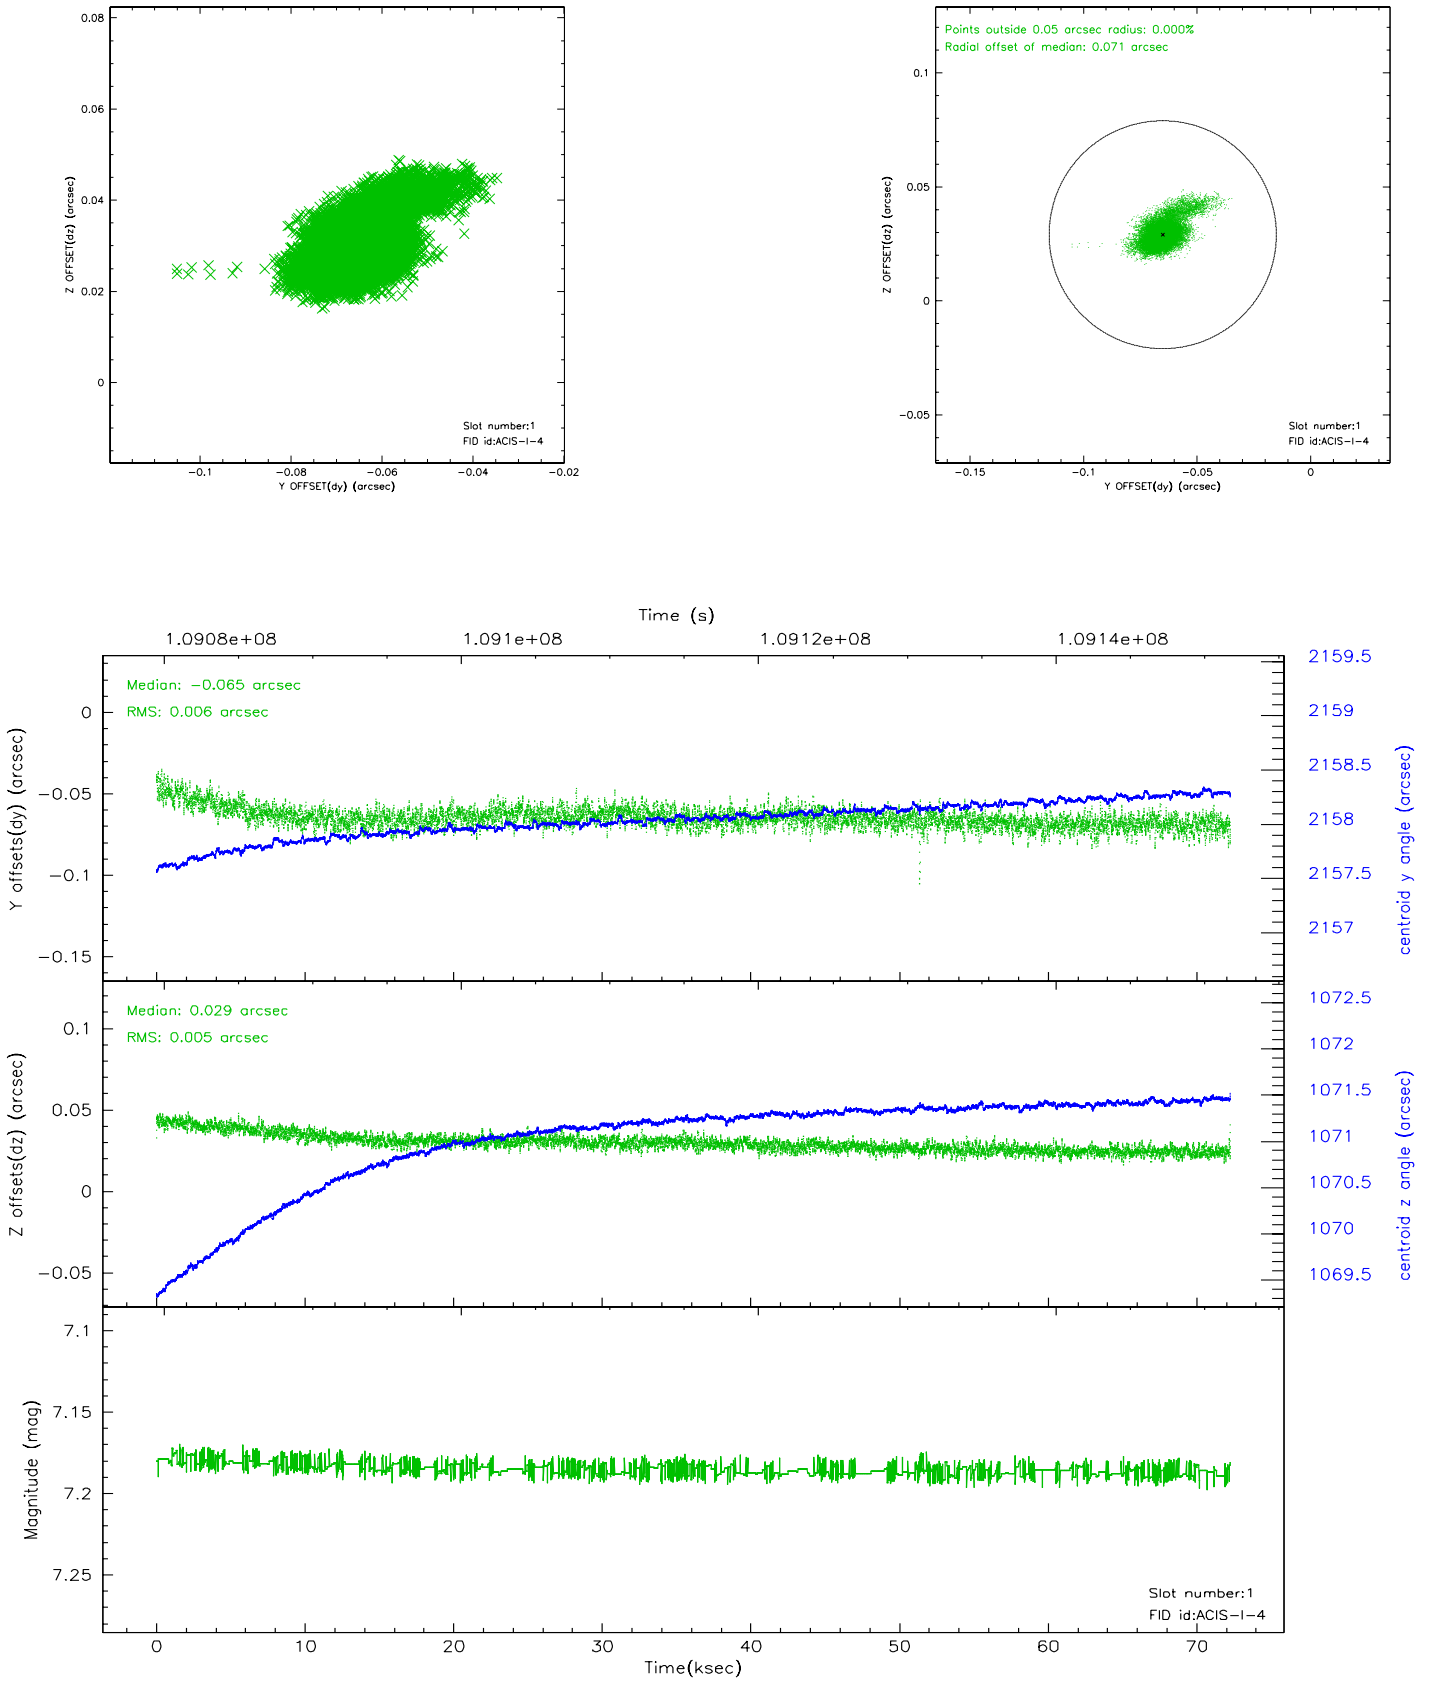 0.08
0.06
0.04
0.02
0
Z OFFSET(dz) (arcsec)
Slot number:1
FID id:ACIS-I-4
-0.1 -0.08 -0.06 -0.04 -0.02
Y OFFSET(dy) (arcsec)
Points outside 0.05 arcsec radius: 0.000%
Radial offset of median: 0.071 arcsec
0.1
0.05
0
-0.05
Z OFFSET(dz) (arcsec)
Slot number:1
FID id:ACIS-I-4
-0.15 -0.1 -0.05 0
Y OFFSET(dy) (arcsec)
Time (s)
1.0908e+08 1.091e+08 1.0912e+08 1.0914e+08
Median: -0.065 arcsec
RMS: 0.006 arcsec
0
-0.05
-0.1
-0.15
Y offsets(dy) (arcsec)
2159.5
2159
2158.5
2158
2157.5
2157
centroid y angle (arcsec)
Median: 0.029 arcsec
RMS: 0.005 arcsec
0.1
0.05
0
-0.05
Z offsets(dz) (arcsec)
1072.5
1072
1071.5
1071
1070.5
1070
1069.5
centroid z angle (arcsec)
7.1
7.15
7.2
7.25
Magnitude (mag)
Slot number:1
FID id:ACIS-I-4
0 10 20 30 40 50 60 70
Time(ksec)